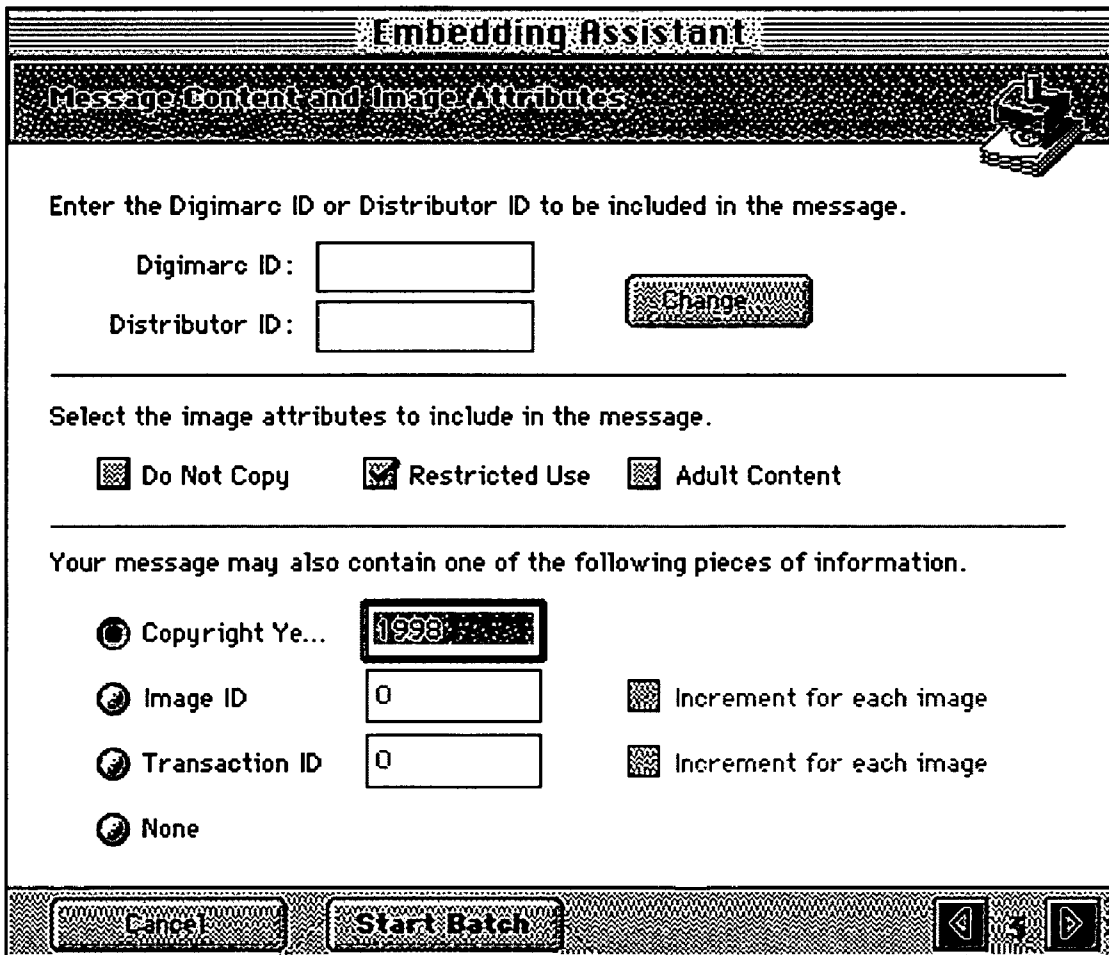 Embedding Assistant
Message Content and Image Attributes
Enter the Digimarc ID or Distributor ID to be included in the message.
Digimarc ID:
Change...
Distributor ID:
Select the image attributes to include in the message.
Do Not Copy Restricted Use Adult Content
Your message may also contain one of the following pieces of information.
Copyright Ye... 1998
Image ID 0 Increment for each image
Transaction ID 0 Increment for each image
None
Cancel Start Batch